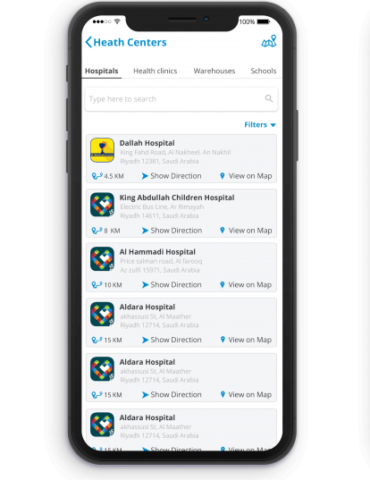 100%
Heath Centers
Hospitals Health clinics Warehouses Schools
Type here to search
Filters
Dallah Hospital
King Fahd Road, Al Nakheel, An Nakhil
Riyadh 12381, Saudi Arabia
4.5 KM Show Direction View on Map
King Abdullah Children Hospital
Electric Bus Line, Ar Rimayah
Riyadh 14611, Saudi Arabia
8 KM Show Direction View on Map
Al Hammadi Hospital
Price salman road, Al farooq
Az zulfi 15971, Saudi Arabia
10 KM Show Direction View on Map
Aldara Hospital
akhasuza St, Al Maather
Riyadh 12714, Saudi Arabia
15 KM Show Direction View on Map
Aldara Hospital
akhasuza St, Al Maather
Riyadh 12714, Saudi Arabia
15 KM Show Direction View on Map
Aldara Hospital
akhasuza St, Al Maather
Riyadh 12714, Saudi Arabia
15 KM Show Direction View on Map